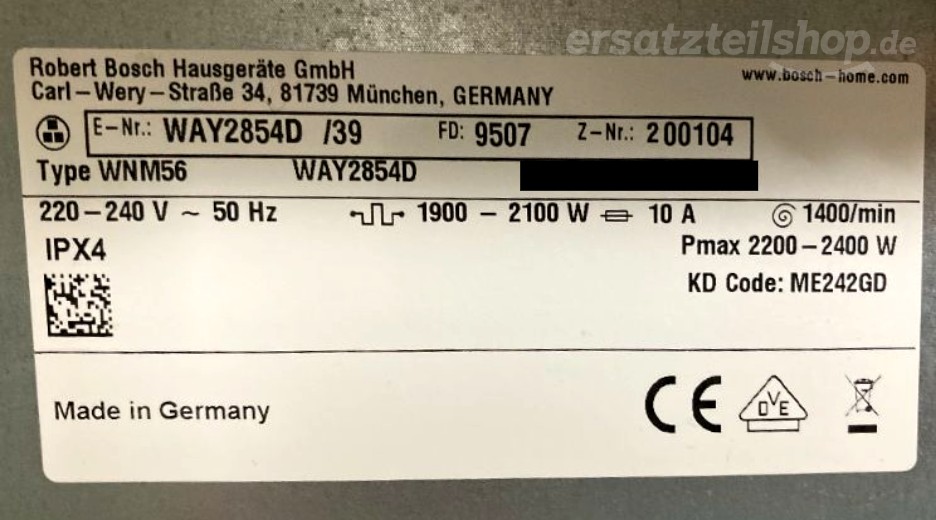 ersatzteilshop.de
Robert Bosch Hausgeräte GmbH
www.bosch-home.com
Carl-Wery-Straße 34, 81739 München, GERMANY
E-Nr.: WAY2854D /39 FD: 9507 Z-Nr.: 200104
Type WNM56 WAY2854D
220-240 V ~ 50 Hz 1900 - 2100 W 10 A 1400/min
IPX4 Pmax 2200-2400 W
KD Code: ME242GD
Made in Germany CE DVE